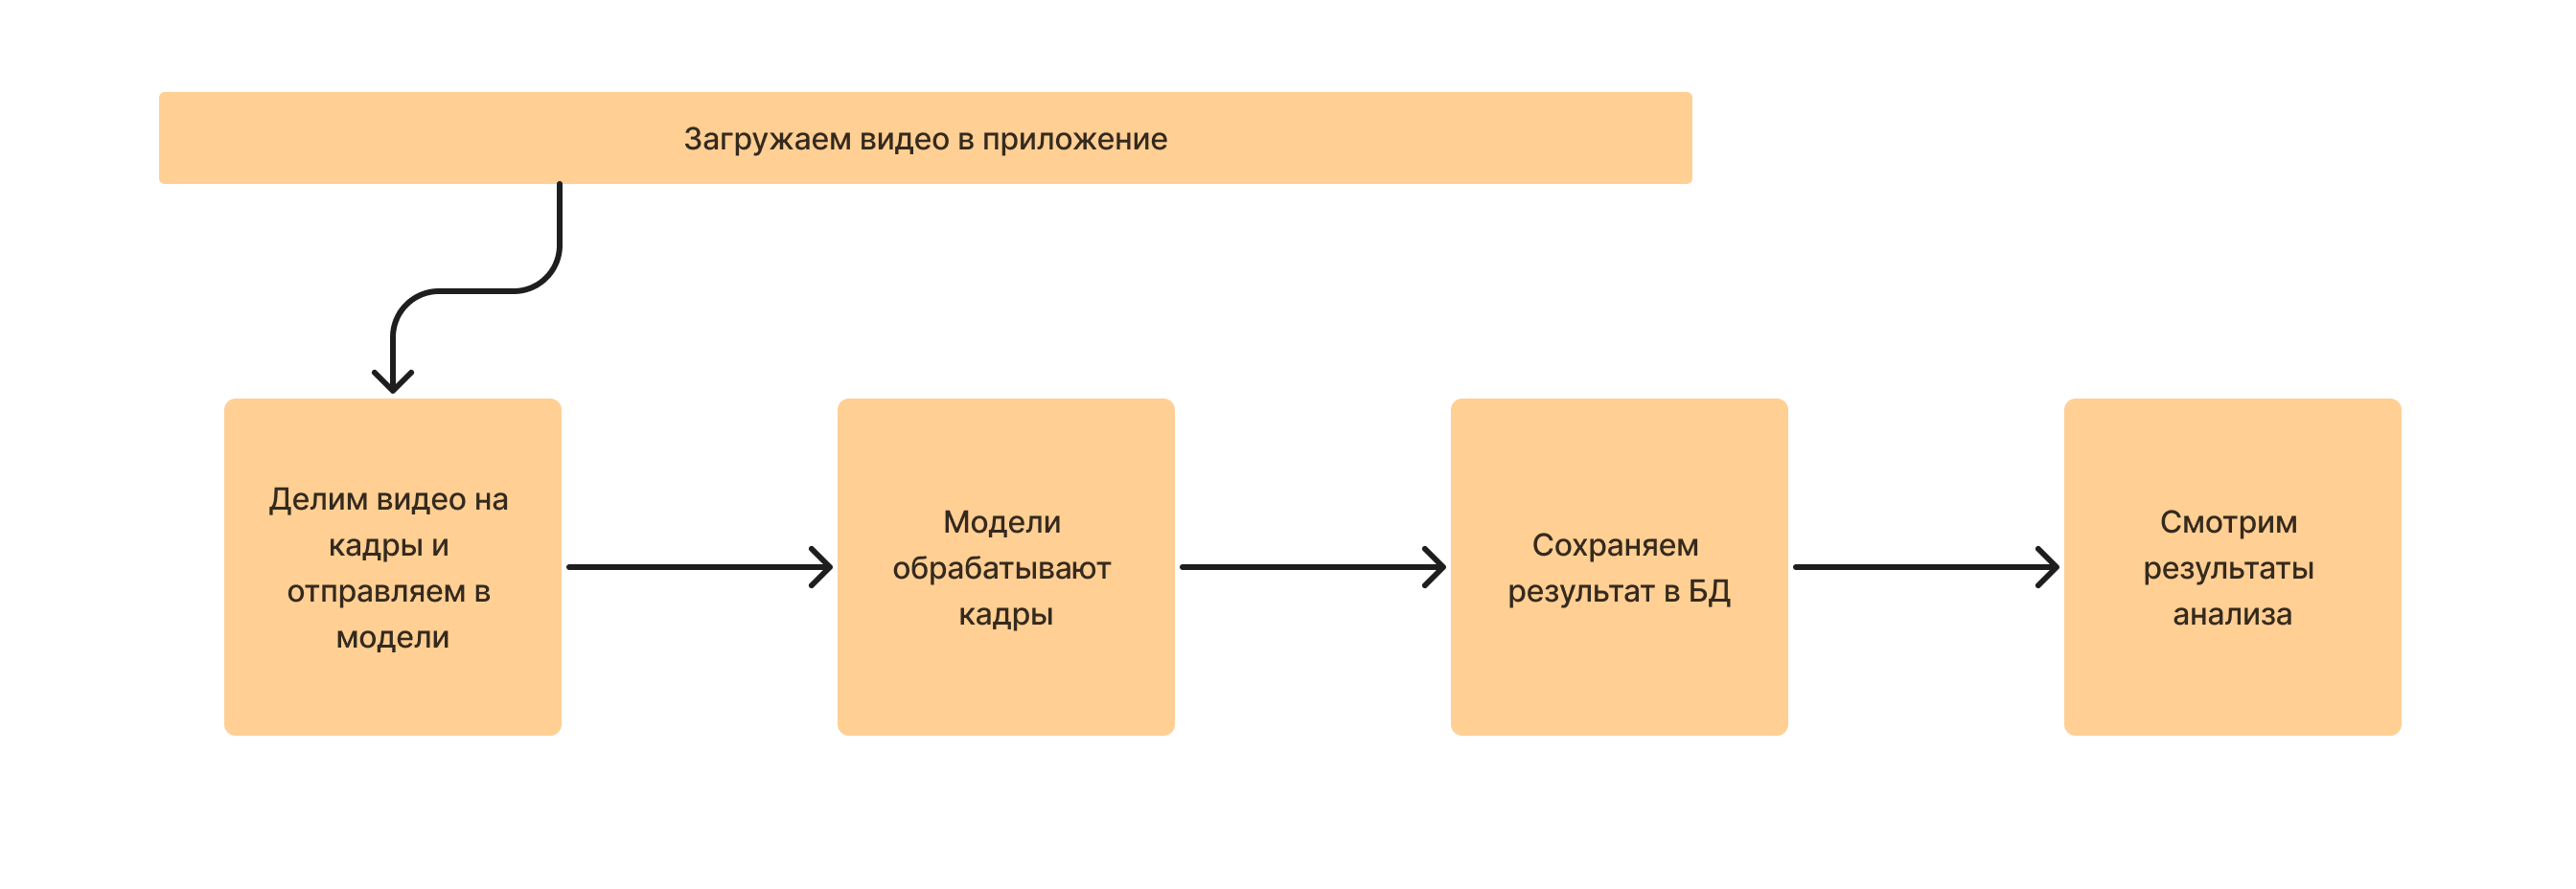 Загружаем видео в приложение
Делим видео на
кадры и
отправляем в
модели
Модели
обрабатывают
кадры
Сохраняем
результат в БД
Смотрим
результаты
анализа